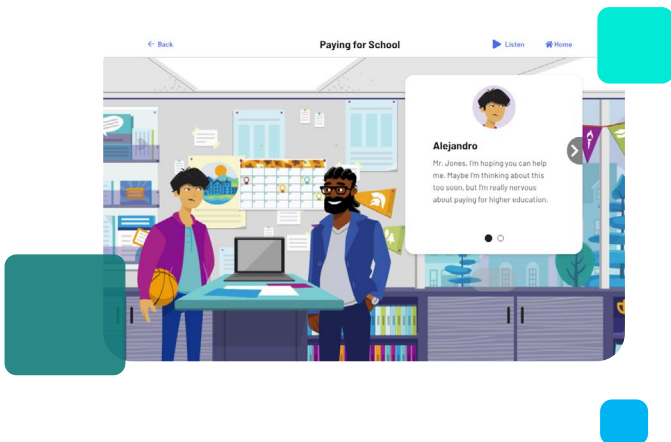 ← Back
Paying for School
Listen
Home
Alejandro
Mr. Jones, I'm hoping you can help
me. Maybe I'm thinking about this
too soon, but I'm really nervous
about paying for higher education.